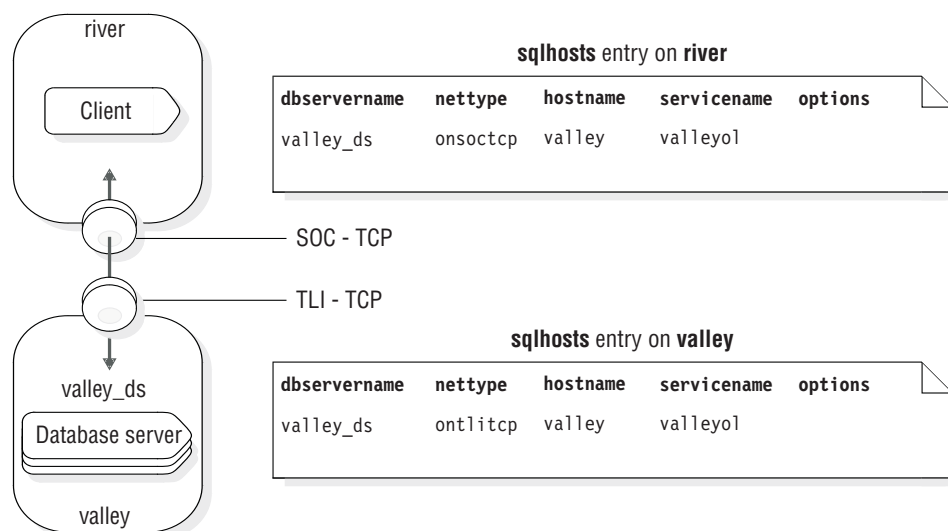 river
Client
sqlhosts entry on river
dbservername nettype hostname servicename options
valley_ds onsoctcp valley valleyol
SOC - TCP
TLI - TCP
sqlhosts entry on valley
dbservername nettype hostname servicename options
valley_ds ontlitcp valley valleyol
valley_ds
Database server
valley